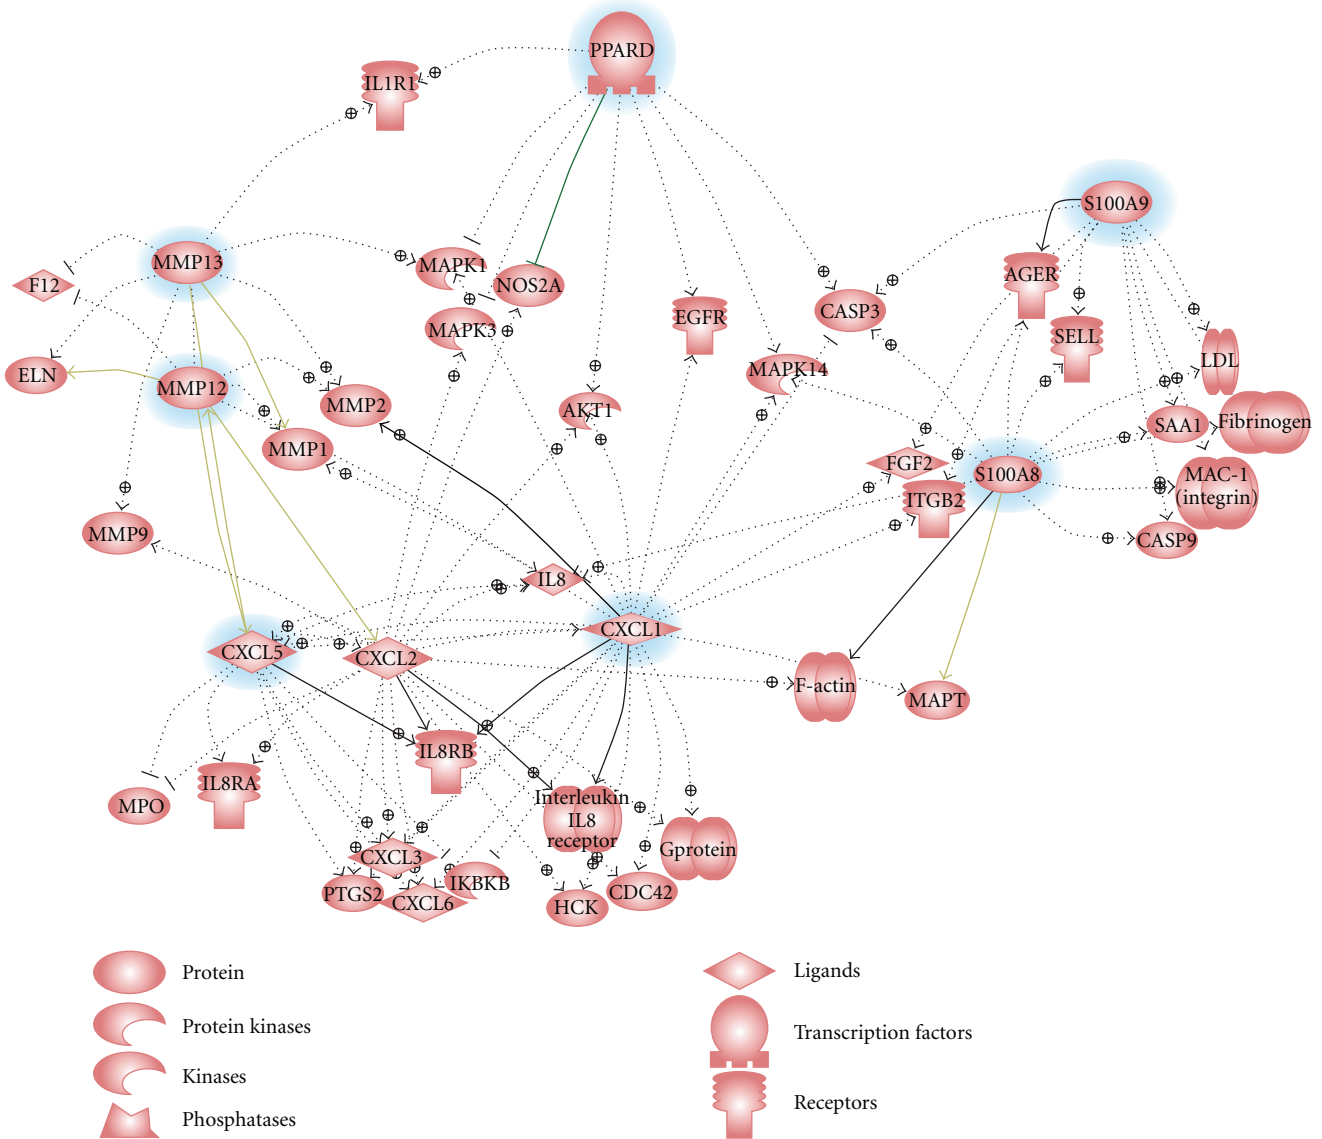 PPARD
IL1R1
S100A9
MMP13
MAPK1
AGER
F12
NOS2A
CASP3
EGFR
MAPK3
SELL
LDL
ELN
MMP12
MAPK14
MMP2
AKT1
SAA1
Fibrinogen
MMP1
FGF2
S100A8
MAC-1
(integrin)
ITGB2
MMP9
CASP9
IL8
CXCL5
CXCL2
CXCL1
F-actin
MAPT
IL8RB
IL8RA
MPO
Interleukin
IL8
receptor
Gprotein
CXCL3
PTGS2
CXCL6
IKBKB
HCK
CDC42
Protein
Protein kinases
Kinases
Phosphatases
Ligands
Transcription factors
Receptors